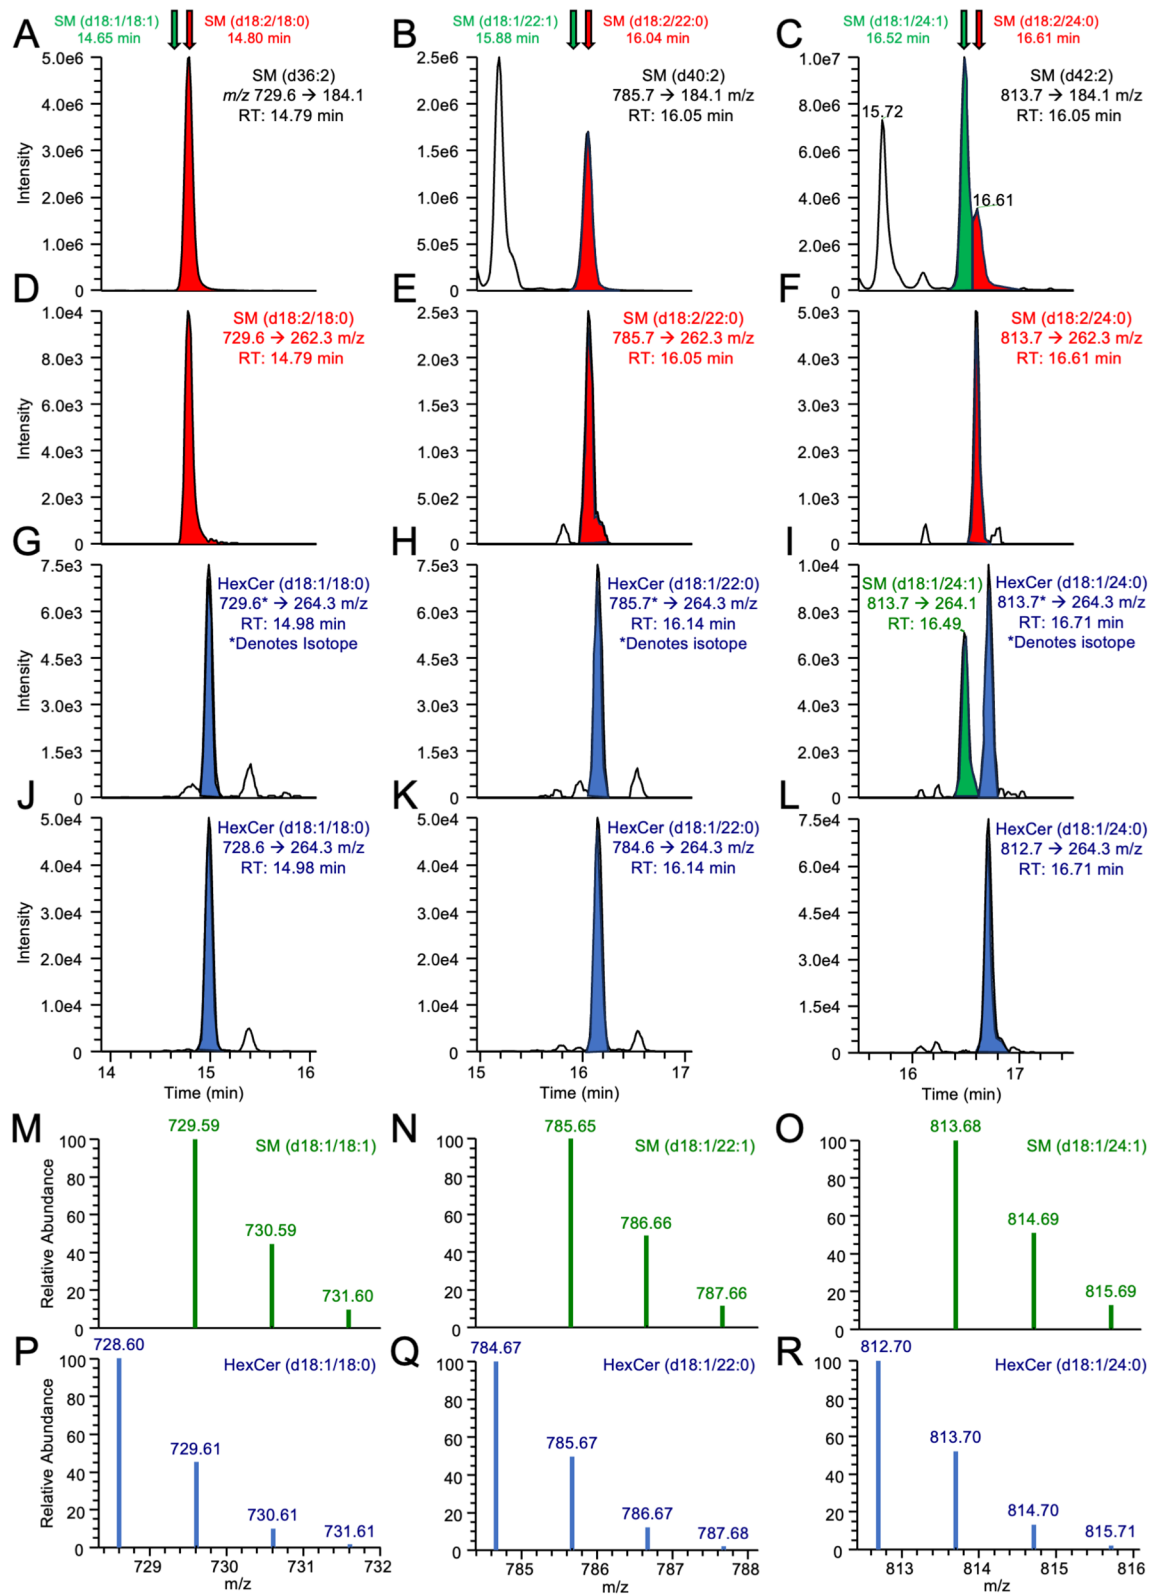 A
SM (d18:1/18:1)
14.65 min
SM (d18:2/18:0)
14.80 min
SM (d36:2)
m/z 729.6 → 184.1
RT: 14.79 min
5.0e6
4.0e6
3.0e6
2.0e6
1.0e6
0
Intensity
B
SM (d18:1/22:1)
15.88 min
SM (d18:2/22:0)
16.04 min
SM (d40:2)
785.7 → 184.1 m/z
RT: 16.05 min
2.5e6
2.0e6
1.5e6
1.0e6
5.0e5
0
C
SM (d18:1/24:1)
16.52 min
SM (d18:2/24:0)
16.61 min
SM (d42:2)
813.7 → 184.1 m/z
RT: 16.05 min
15.72
16.61
1.0e7
8.0e6
6.0e6
4.0e6
2.0e6
0
D
SM (d18:2/18:0)
729.6 → 262.3 m/z
RT: 14.79 min
1.0e4
8.0e3
6.0e3
4.0e3
2.0e3
0
Intensity
E
SM (d18:2/22:0)
785.7 → 262.3 m/z
RT: 16.05 min
2.5e3
2.0e3
1.5e3
1.0e3
5.0e2
0
F
SM (d18:2/24:0)
813.7 → 262.3 m/z
RT: 16.61 min
5.0e3
4.0e3
3.0e3
2.0e3
1.0e3
0
G
HexCer (d18:1/18:0)
729.6* → 264.3 m/z
RT: 14.98 min
*Denotes Isotope
7.5e3
6.0e3
4.5e3
3.0e3
1.5e3
0
Intensity
H
HexCer (d18:1/22:0)
785.7* → 264.3 m/z
RT: 16.14 min
*Denotes isotope
7.5e3
6.0e3
4.5e3
3.0e3
1.5e3
0
I
SM (d18:1/24:1)
813.7 → 264.1
RT: 16.49
HexCer (d18:1/24:0)
813.7* → 264.3 m/z
RT: 16.71 min
*Denotes isotope
1.0e4
8.0e3
6.0e3
4.0e3
2.0e3
0
J
HexCer (d18:1/18:0)
728.6 → 264.3 m/z
RT: 14.98 min
5.0e4
4.0e4
3.0e4
2.0e4
1.0e4
0
Intensity
14 15 16
Time (min)
K
HexCer (d18:1/22:0)
784.6 → 264.3 m/z
RT: 16.14 min
5.0e4
4.0e4
3.0e4
2.0e4
1.0e4
0
15 16 17
Time (min)
L
HexCer (d18:1/24:0)
812.7 → 264.3 m/z
RT: 16.71 min
7.5e4
6.0e4
4.5e4
3.0e4
1.5e4
0
16 17
Time (min)
M
729.59
SM (d18:1/18:1)
730.59
731.60
100
80
60
40
20
0
Relative Abundance
N
785.65
SM (d18:1/22:1)
786.66
787.66
100
80
60
40
20
0
O
813.68
SM (d18:1/24:1)
814.69
815.69
100
80
60
40
20
0
P
728.60
HexCer (d18:1/18:0)
729.61
730.61
731.61
100
80
60
40
20
0
Relative Abundance
729 730 731 732
m/z
Q
784.67
HexCer (d18:1/22:0)
785.67
786.67
787.68
100
80
60
40
20
0
785 786 787 788
m/z
R
812.70
HexCer (d18:1/24:0)
813.70
814.70
815.71
100
80
60
40
20
0
813 814 815 816
m/z